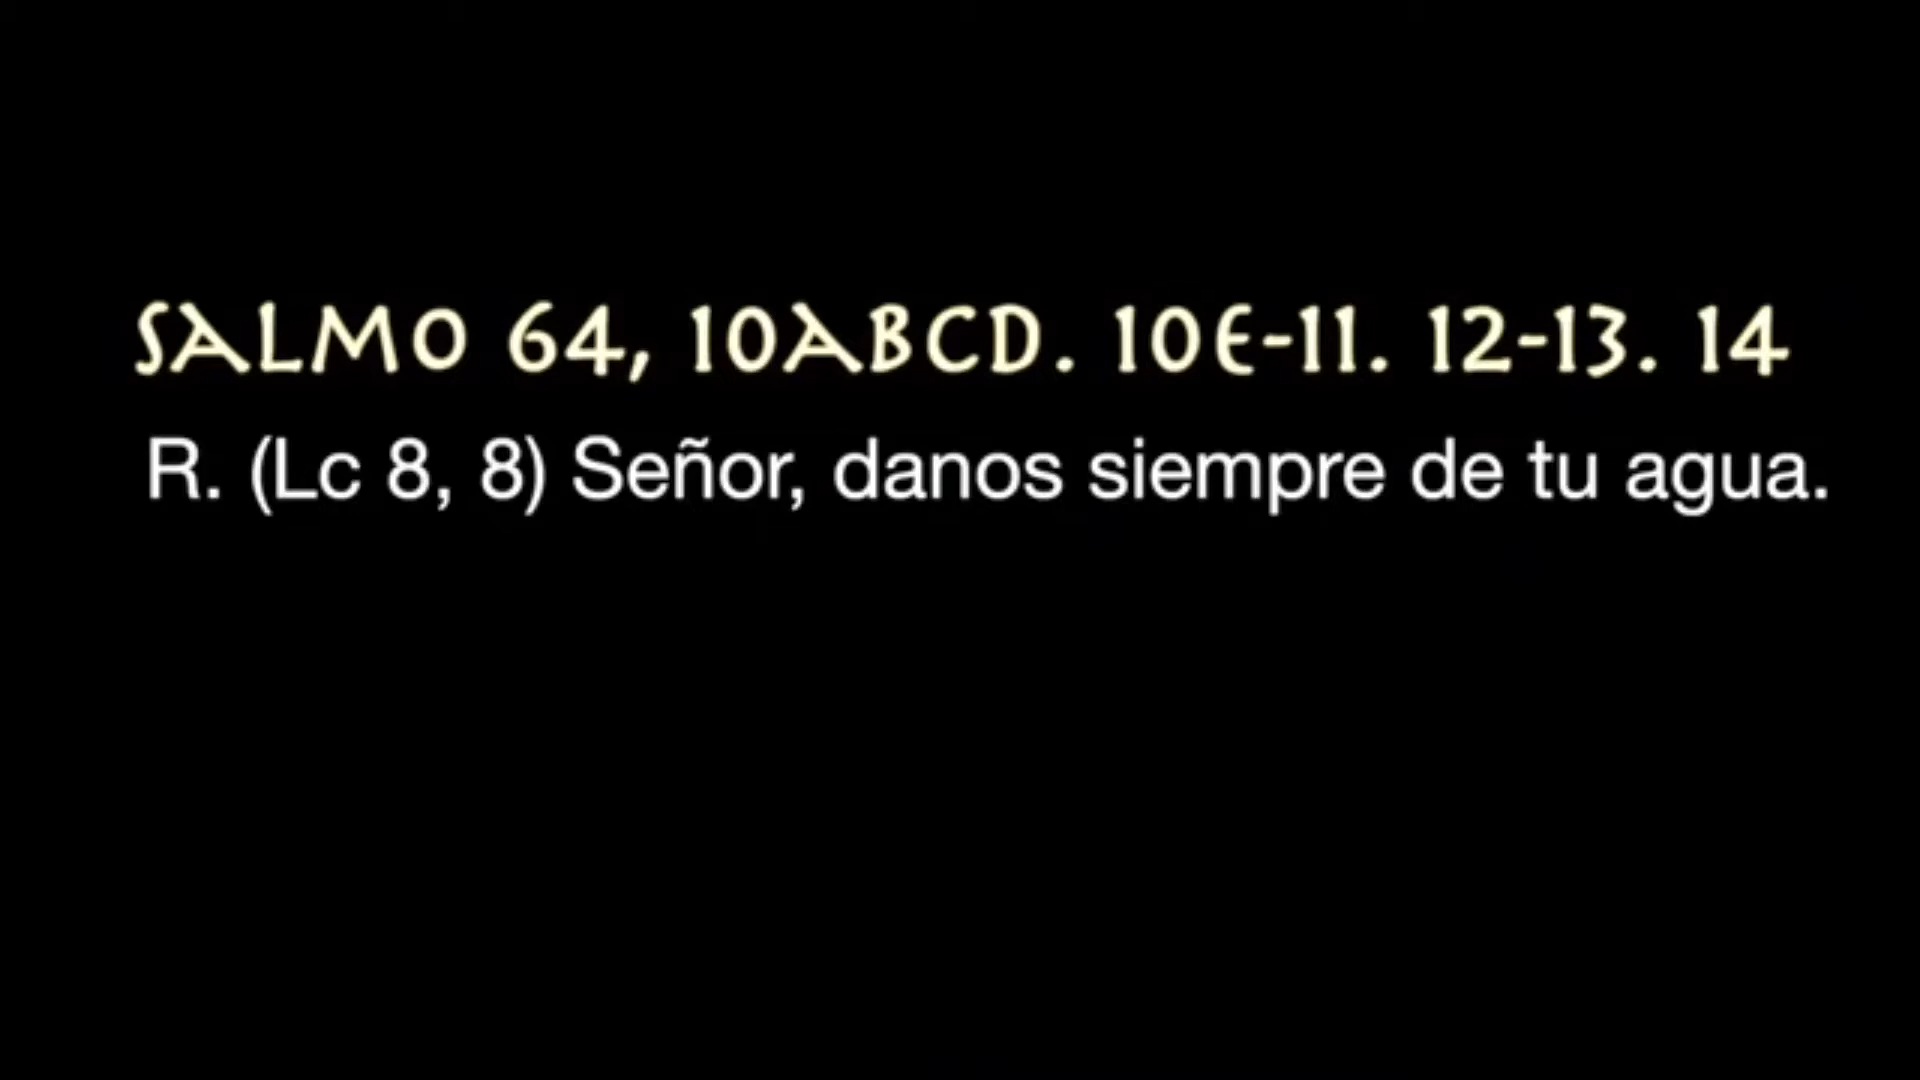 SALMO 64, 10ABCD. 10E-11. 12-13. 14
R. (Lc 8, 8) Señor, danos siempre de tu agua.